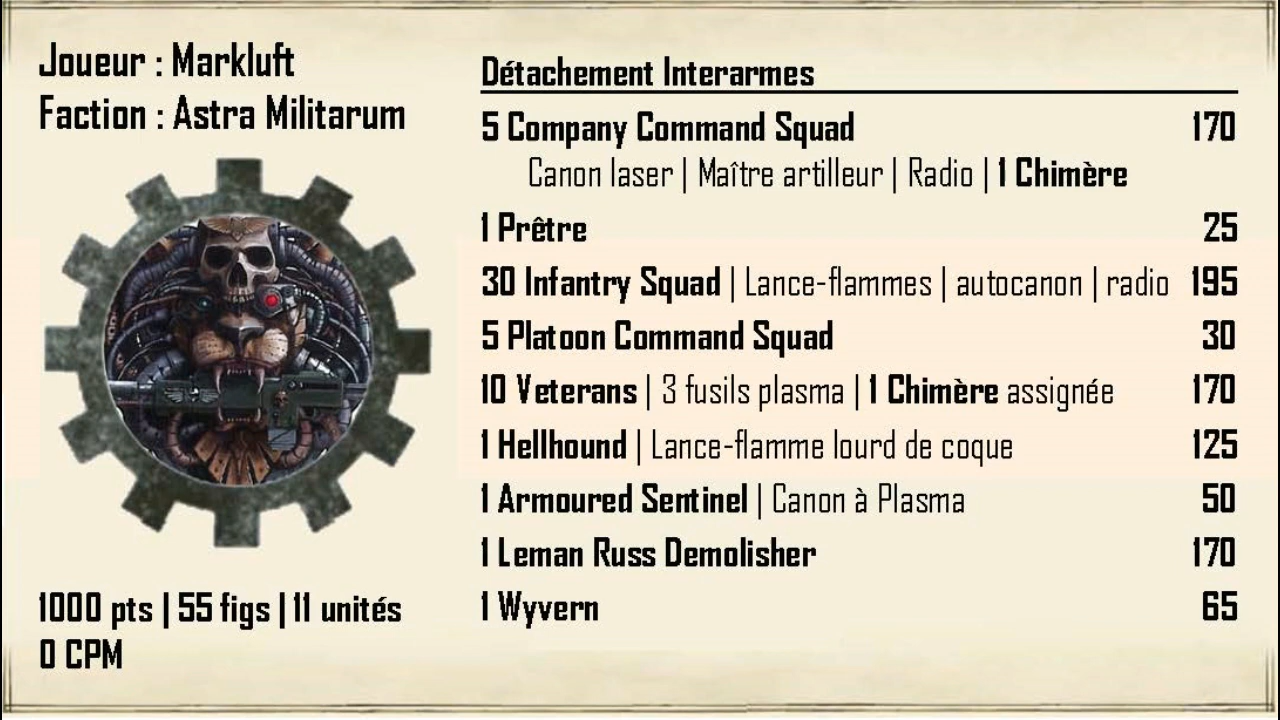 Joueur : Markluft
Faction : Astra Militarum
1000 pts | 55 figs | 11 unités
0 CPM
Détachement Interarmes
5 Company Command Squad 170
Canon laser | Maître artilleur | Radio | 1 Chimère
1 Prêtre 25
30 Infantry Squad | Lance-flammes | autocanon | radio 195
5 Platoon Command Squad 30
10 Veterans | 3 fusils plasma | 1 Chimère assignée 170
1 Hellhound | Lance-flamme lourd de coque 125
1 Armoured Sentinel | Canon à Plasma 50
1 Leman Russ Demolisher 170
1 Wyvern 65